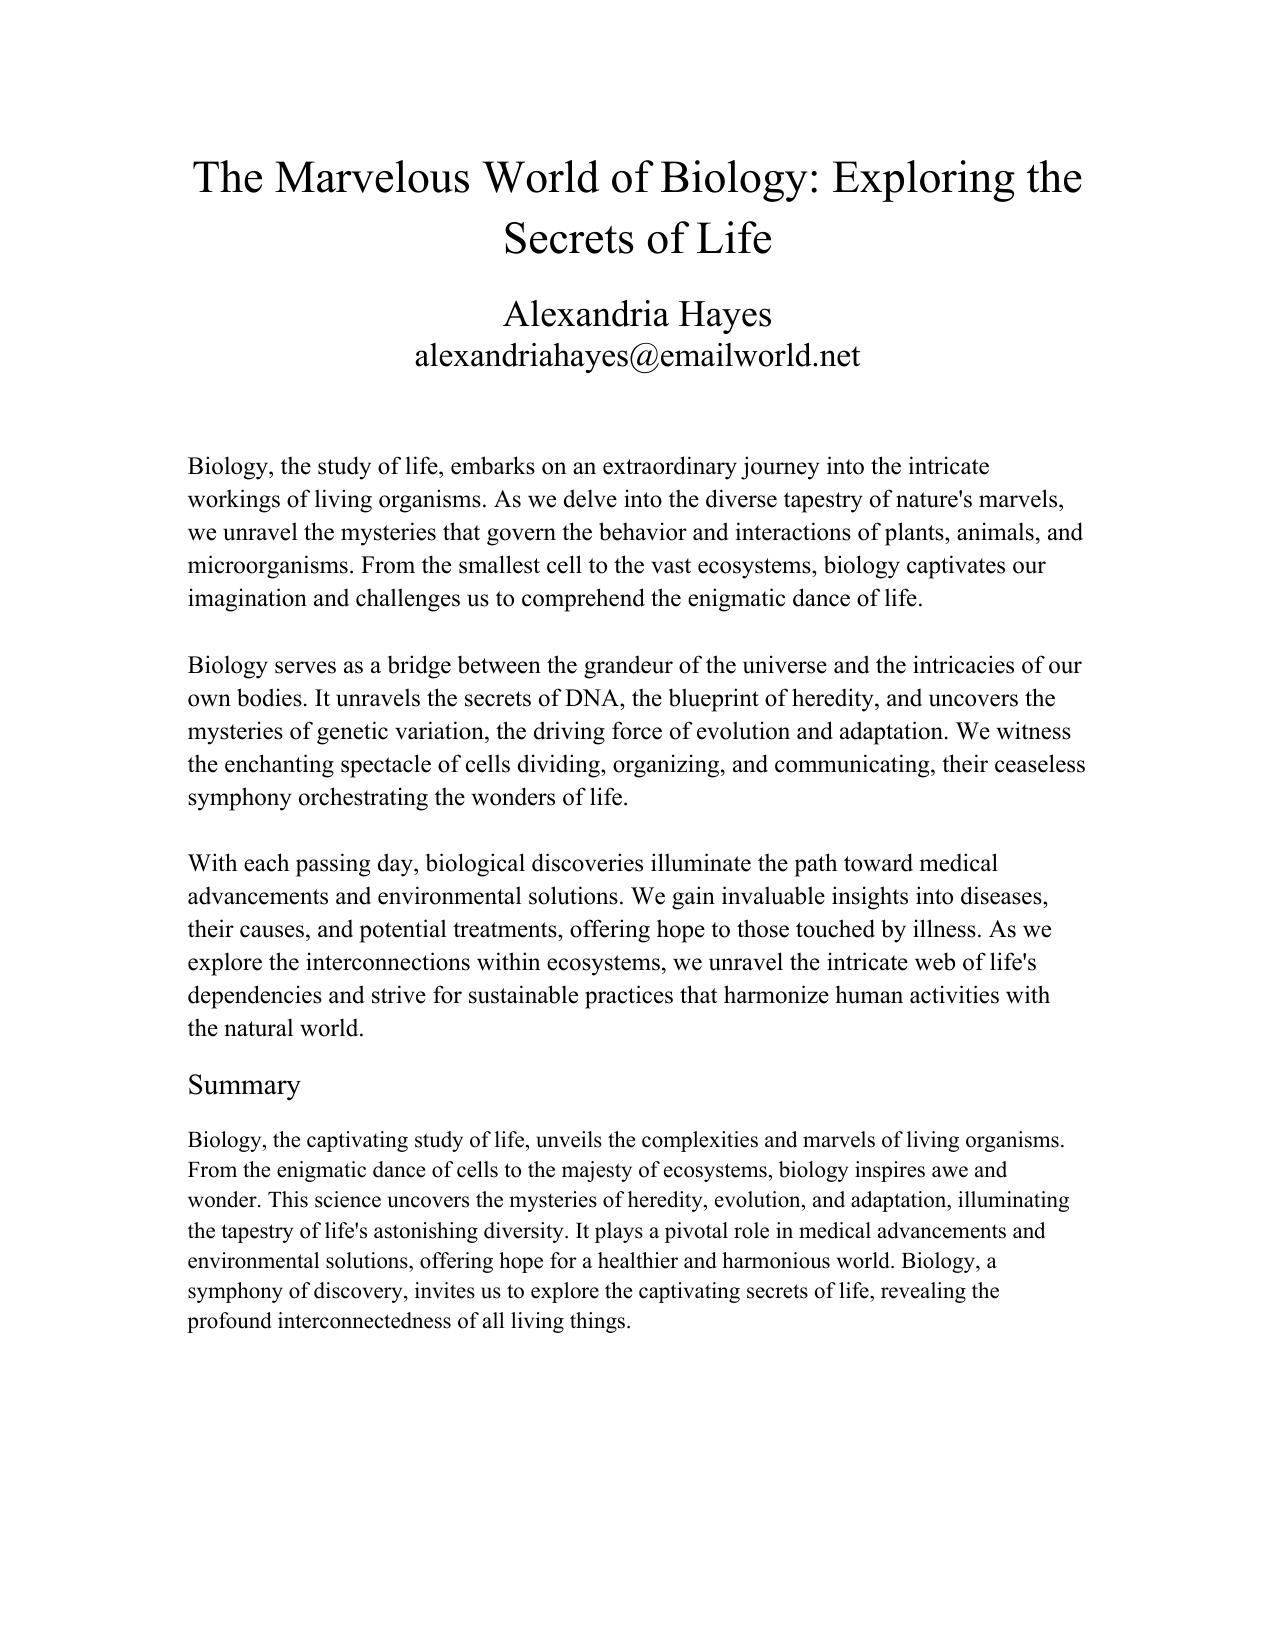 The Marvelous World of Biology: Exploring the
Secrets of Life
Alexandria Hayes
alexandriahayes@emailworld.net
Biology, the study of life, embarks on an extraordinary journey into the intricate
workings of living organisms. As we delve into the diverse tapestry of nature's marvels,
we unravel the mysteries that govern the behavior and interactions of plants, animals, and
microorganisms. From the smallest cell to the vast ecosystems, biology captivates our
imagination and challenges us to comprehend the enigmatic dance of life.
Biology serves as a bridge between the grandeur of the universe and the intricacies of our
own bodies. It unravels the secrets of DNA, the blueprint of heredity, and uncovers the
mysteries of genetic variation, the driving force of evolution and adaptation. We witness
the enchanting spectacle of cells dividing, organizing, and communicating, their ceaseless
symphony orchestrating the wonders of life.
With each passing day, biological discoveries illuminate the path toward medical
advancements and environmental solutions. We gain invaluable insights into diseases,
their causes, and potential treatments, offering hope to those touched by illness. As we
explore the interconnections within ecosystems, we unravel the intricate web of life's
dependencies and strive for sustainable practices that harmonize human activities with
the natural world.
Summary
Biology, the captivating study of life, unveils the complexities and marvels of living organisms.
From the enigmatic dance of cells to the majesty of ecosystems, biology inspires awe and
wonder. This science uncovers the mysteries of heredity, evolution, and adaptation, illuminating
the tapestry of life's astonishing diversity. It plays a pivotal role in medical advancements and
environmental solutions, offering hope for a healthier and harmonious world. Biology, a
symphony of discovery, invites us to explore the captivating secrets of life, revealing the
profound interconnectedness of all living things.